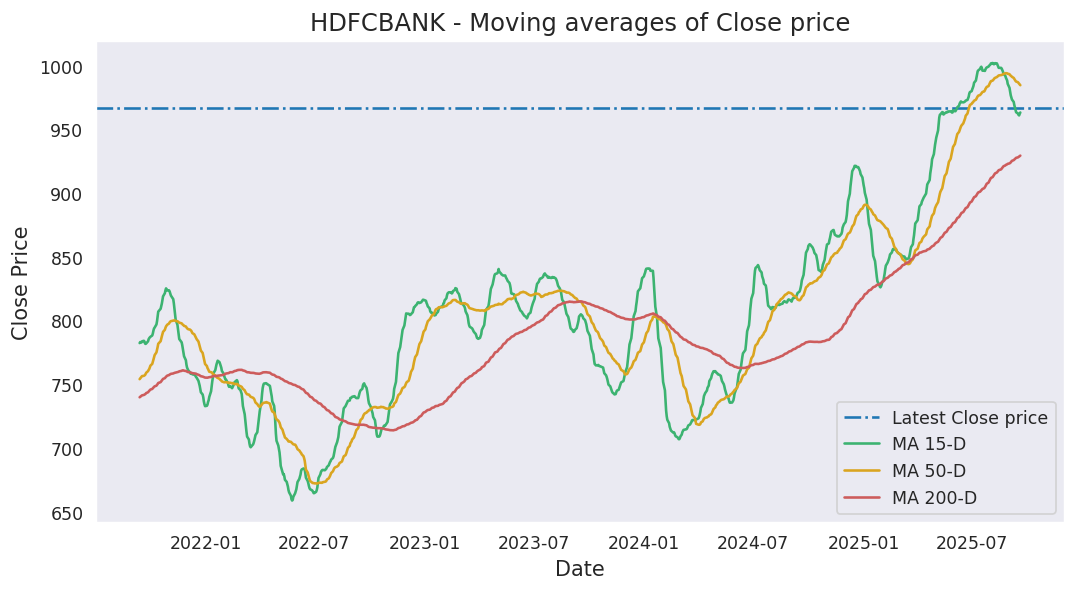 HDFCBANK - Moving averages of Close price
1000
950
900
850
800
750
700
650
Close Price
2022-01 2022-07 2023-01 2023-07 2024-01 2024-07 2025-01 2025-07
Date
Latest Close price
MA 15-D
MA 50-D
MA 200-D